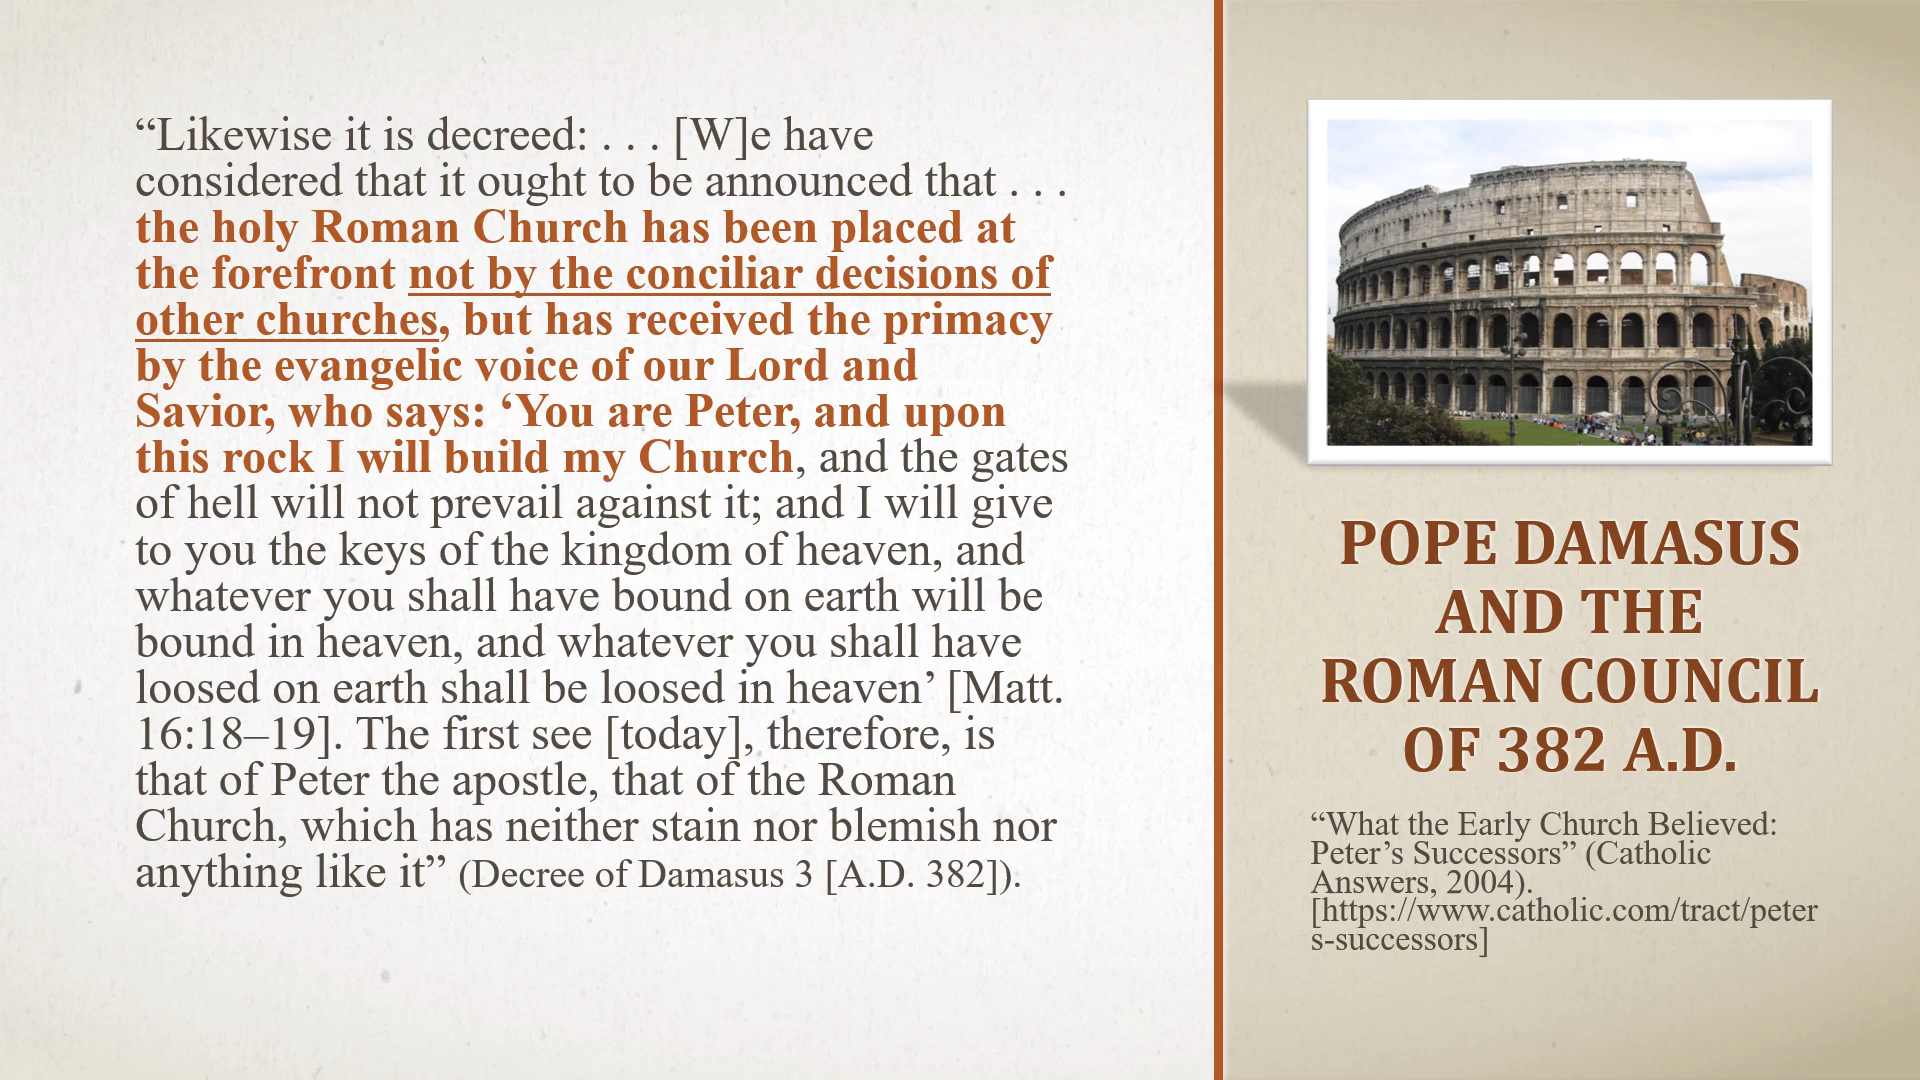 “Likewise it is decreed: . . . [W]e have
considered that it ought to be announced that . . .
the holy Roman Church has been placed at
the forefront not by the conciliar decisions of
other churches, but has received the primacy
by the evangelic voice of our Lord and
Savior, who says: ‘You are Peter, and upon
this rock I will build my Church, and the gates
of hell will not prevail against it; and I will give
to you the keys of the kingdom of heaven, and
whatever you shall have bound on earth will be
bound in heaven, and whatever you shall have
loosed on earth shall be loosed in heaven’ [Matt.
16:18–19]. The first see [today], therefore, is
that of Peter the apostle, that of the Roman
Church, which has neither stain nor blemish nor
anything like it” (Decree of Damasus 3 [A.D. 382]).
POPE DAMASUS
AND THE
ROMAN COUNCIL
OF 382 A.D.
“What the Early Church Believed:
Peter’s Successors” (Catholic
Answers, 2004).
[https://www.catholic.com/tract/peter
s-successors]